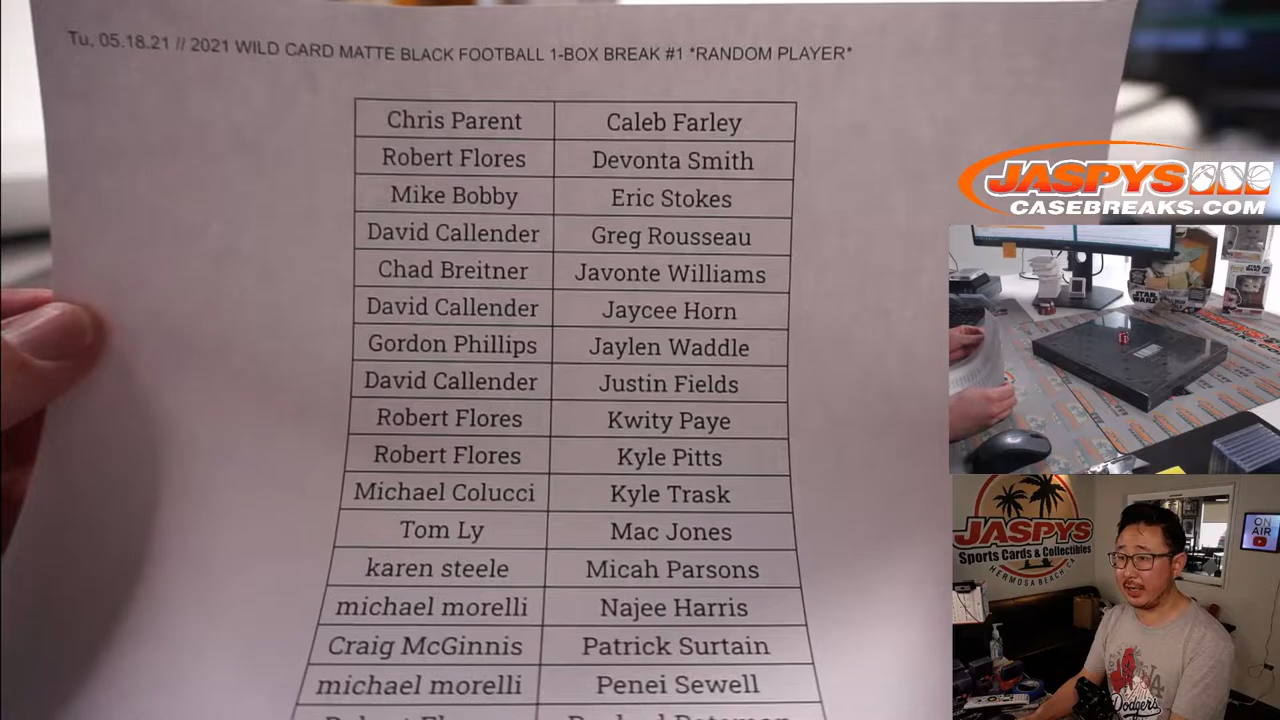 Tu, 05.18.21 // 2021 WILD CARD MATTE BLACK FOOTBALL 1-BOX BREAK #1 *RANDOM PLAYER*
Chris Parent Caleb Farley
Robert Flores Devonta Smith
Mike Bobby Eric Stokes
David Callender Greg Rousseau
Chad Breitner Javonte Williams
David Callender Jaycee Horn
Gordon Phillips Jaylen Waddle
David Callender Justin Fields
Robert Flores Kwity Paye
Robert Flores Kyle Pitts
Michael Colucci Kyle Trask
Tom Ly Mac Jones
karen steele Micah Parsons
michael morelli Najee Harris
Craig McGinnis Patrick Surtain
michael morelli Penei Sewell
JASPYS
CASEBREAKS.COM
STAR WARS
JASPYS
Sports Cards & Collectibles
HERMOSA BEACH CA
ON AIR
Dodgers